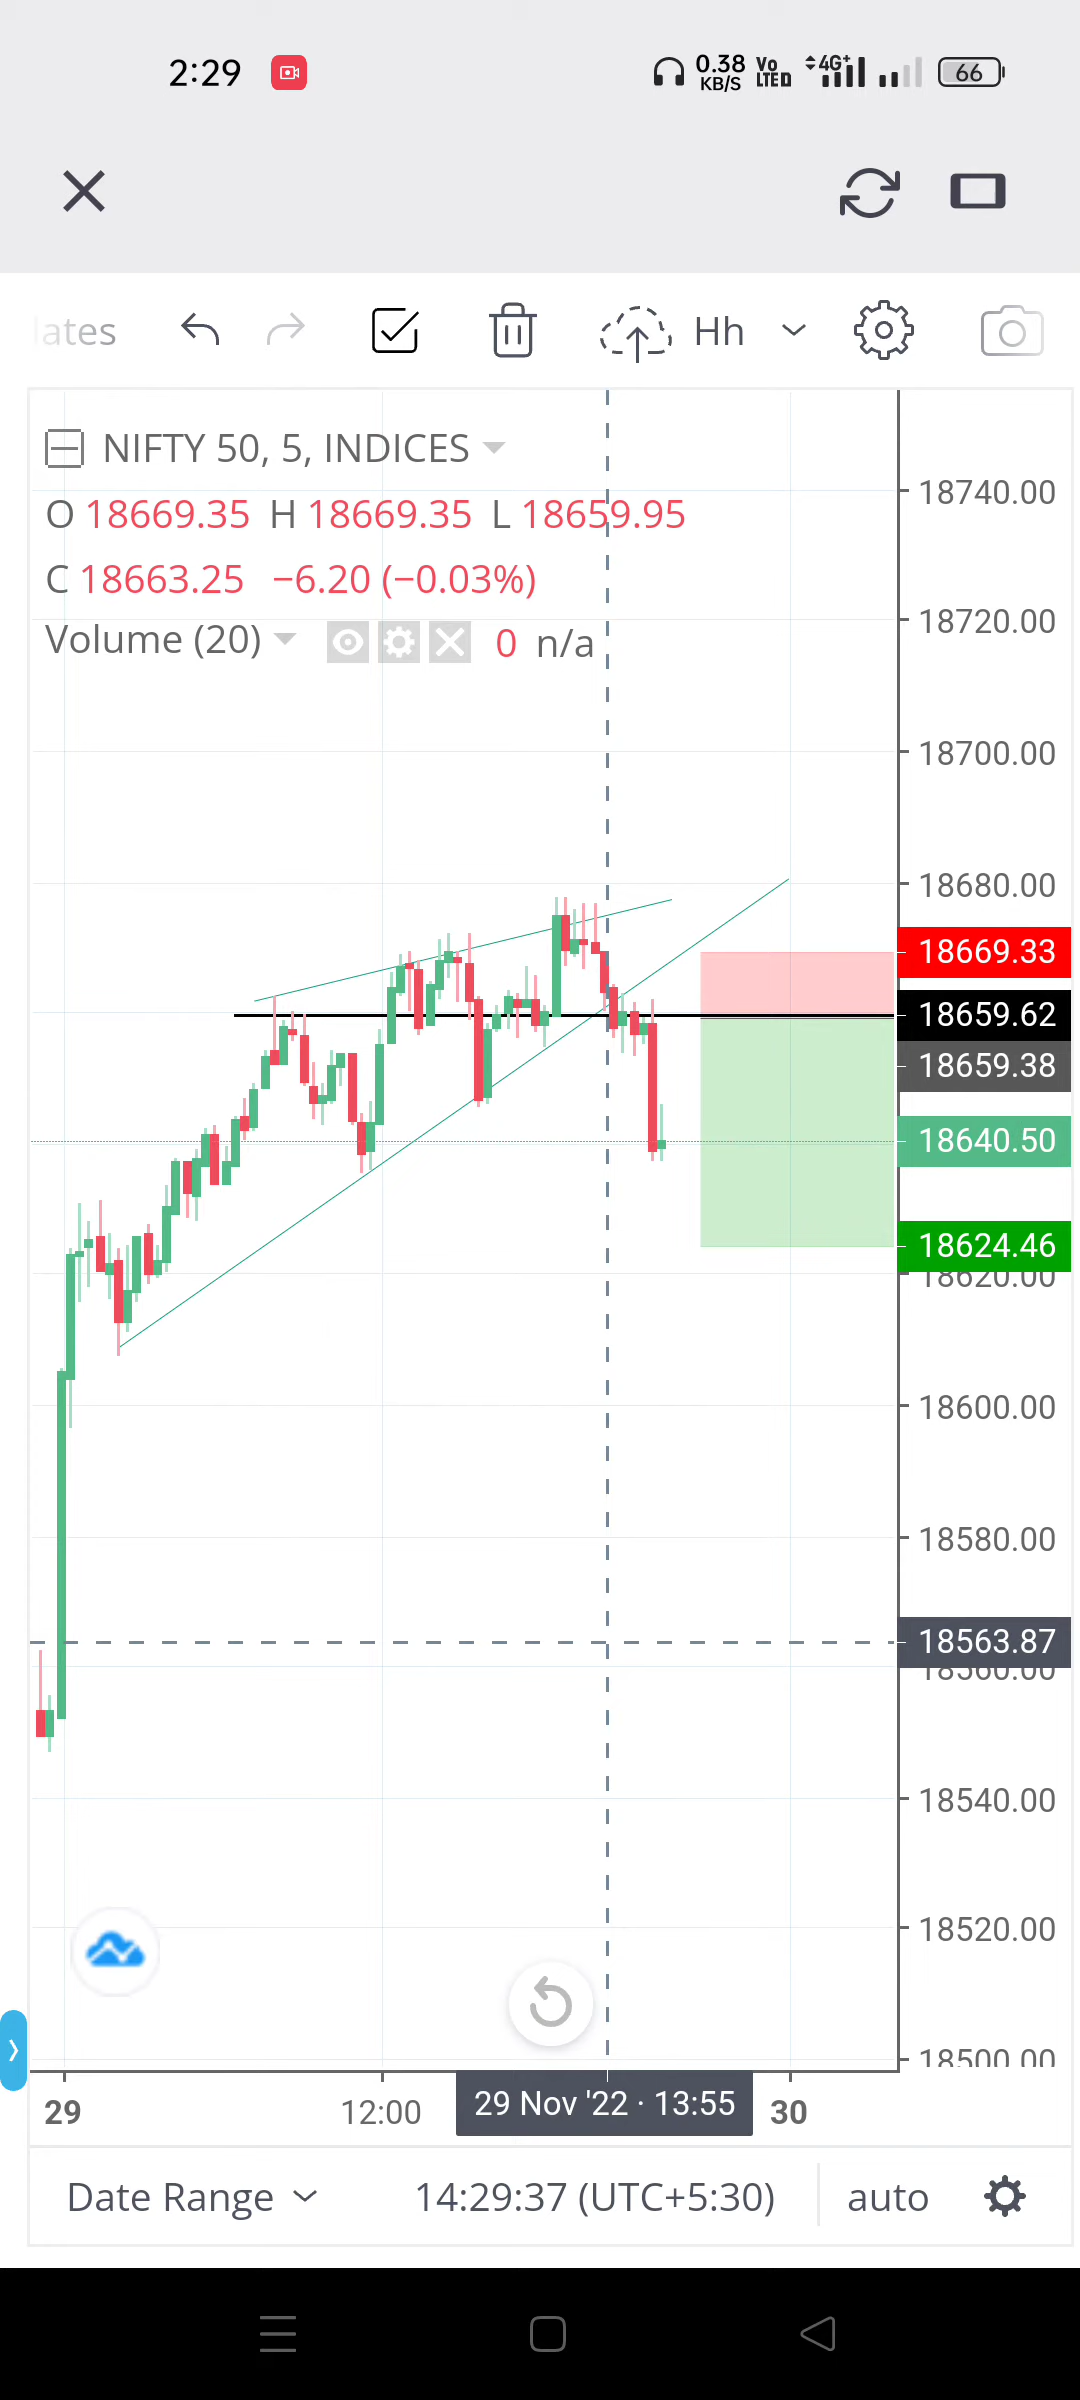 2:29 0.38 KB/S Vo LTE 4G+ 66
lates Hh
NIFTY 50, 5, INDICES
O 18669.35 H 18669.35 L 18659.95
C 18663.25 −6.20 (−0.03%)
Volume (20) 0 n/a
18740.00
18720.00
18700.00
18680.00
18669.33
18659.62
18659.38
18640.50
18624.46
18620.00
18600.00
18580.00
18563.87
18560.00
18540.00
18520.00
18500.00
29 12:00 29 Nov '22 · 13:55 30
Date Range 14:29:37 (UTC+5:30) auto